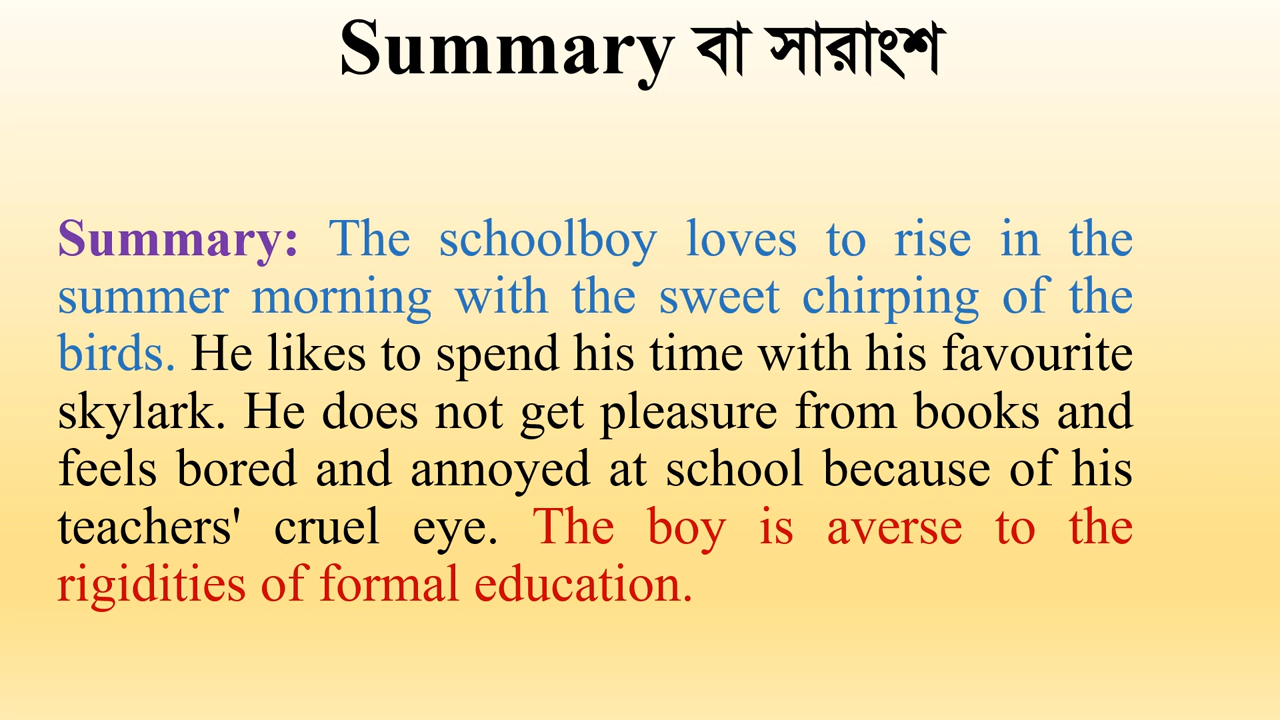 Summary বা সারাংশ
Summary: The schoolboy loves to rise in the
summer morning with the sweet chirping of the
birds. He likes to spend his time with his favourite
skylark. He does not get pleasure from books and
feels bored and annoyed at school because of his
teachers' cruel eye. The boy is averse to the
rigidities of formal education.